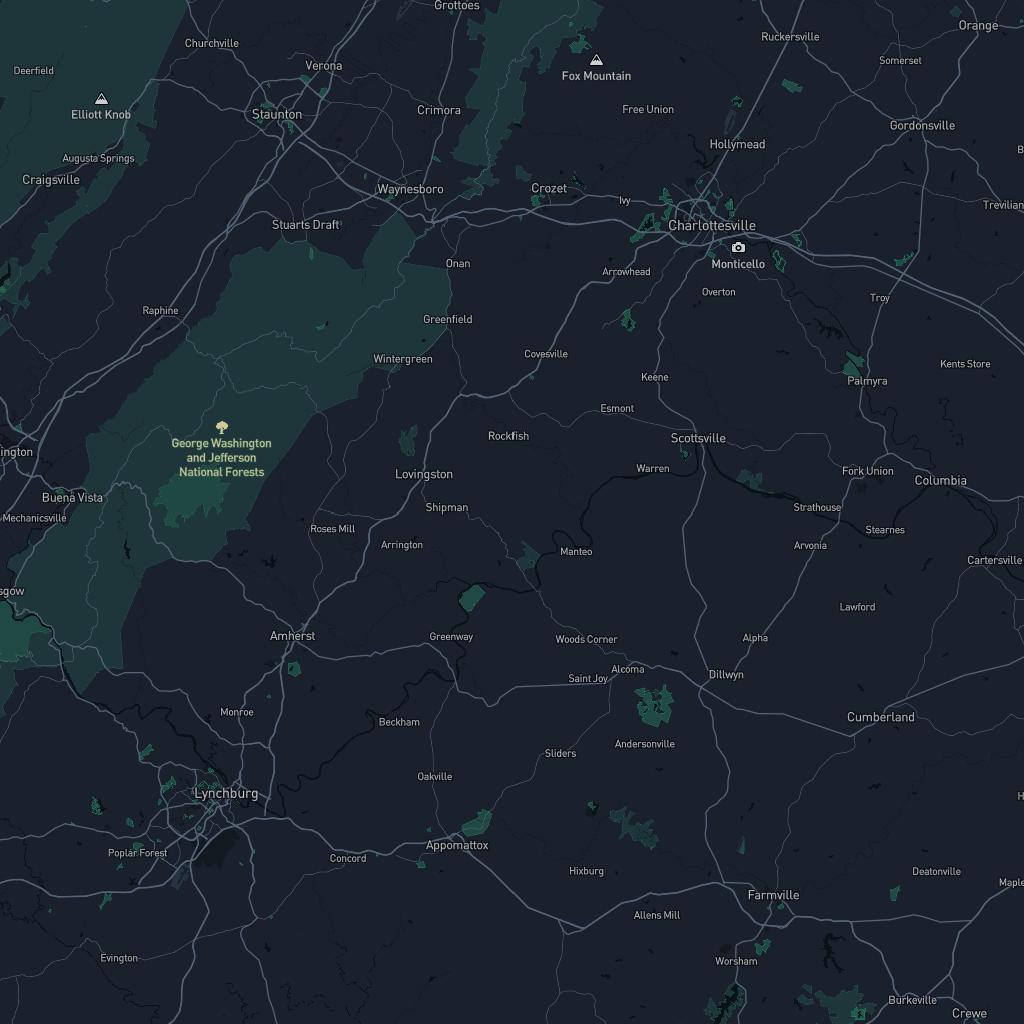 Grottoes
Orange
Ruckersville
Churchville
Somerset
Verona
Deerfield
Fox Mountain
Elliott Knob
Staunton
Crimora
Free Union
Gordonsville
Hollymead
B
Augusta Springs
Craigsville
Waynesboro
Crozet
Ivy
Trevilian
Stuarts Draft
Charlottesville
Onan
Arrowhead
Monticello
Overton
Troy
Raphine
Greenfield
Covesville
Wintergreen
Kents Store
Keene
Palmyra
Esmont
Rockfish
Scottsville
George Washington
and Jefferson
National Forests
ington
Warren
Fork Union
Lovingston
Columbia
Buena Vista
Shipman
Strathouse
Mechanicsville
Roses Mill
Stearnes
Arrington
Manteo
Arvonia
Cartersville
sgow
Lawford
Amherst
Greenway
Woods Corner
Alpha
Alcoma
Saint Joy
Dillwyn
Monroe
Beckham
Cumberland
Andersonville
Sliders
Oakville
Lynchburg
H
Appomattox
Poplar Forest
Concord
Hixburg
Deatonville
Maple
Farmville
Allens Mill
Evington
Worsham
Burkeville
Crewe